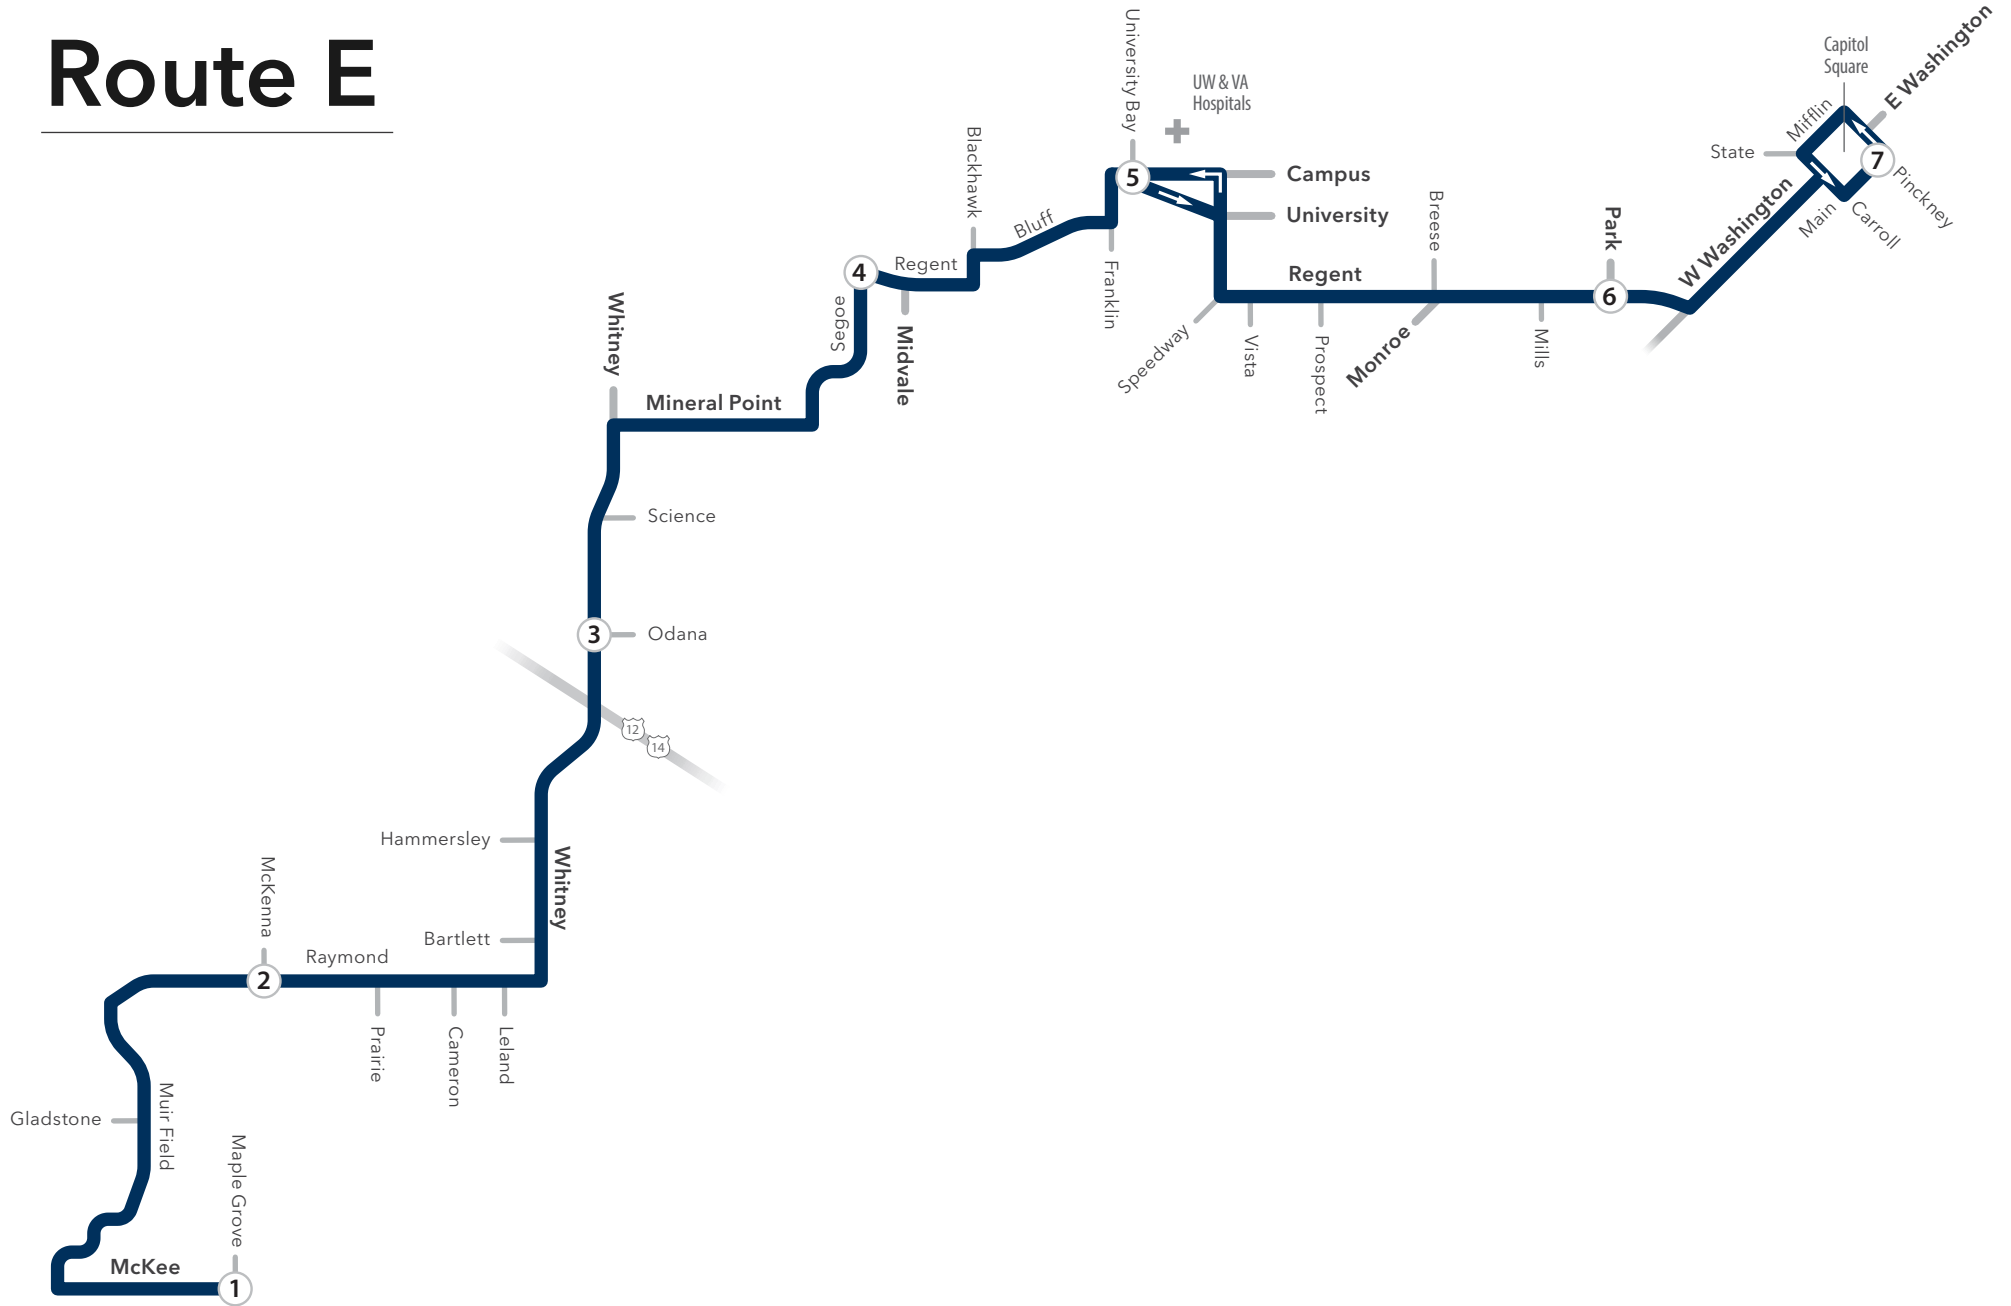 Route E
University Bay
UW & VA
Hospitals
Capitol
Square
E Washington
Mifflin
State
7
Pinckney
Carroll
Main
W Washington
Blackhawk
5
Campus
University
Breese
Park
Bluff
Franklin
4
Regent
Segoe
Midvale
Regent
6
Speedway
Vista
Prospect
Monroe
Mills
Whitney
Mineral Point
Science
3
Odana
12
14
Hammersley
Whitney
Bartlett
McKenna
Raymond
2
Prairie
Cameron
Leland
Gladstone
Muir Field
Maple Grove
McKee
1